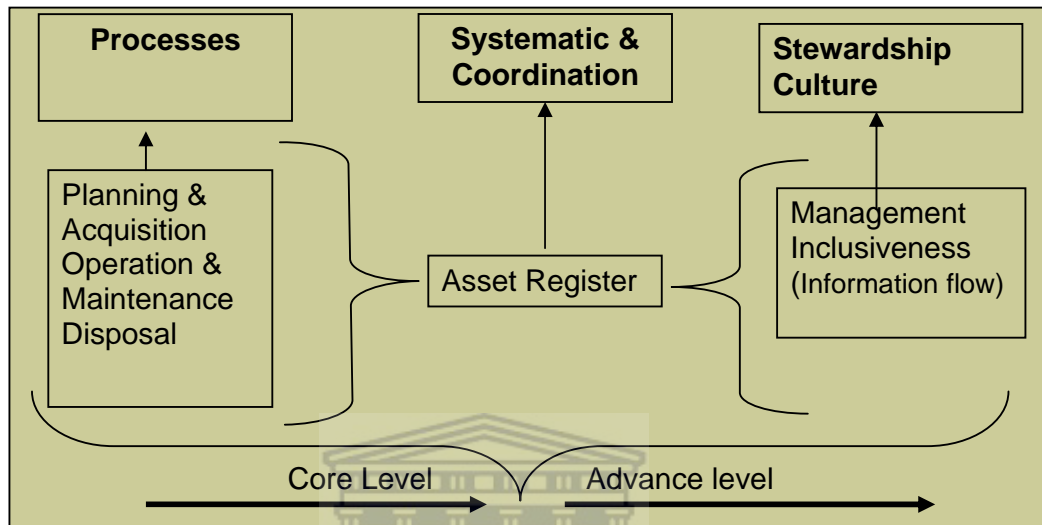 Processes
Systematic &
Coordination
Stewardship
Culture
Planning &
Acquisition
Operation &
Maintenance
Disposal
Asset Register
Management
Inclusiveness
(Information flow)
Core Level
Advance level